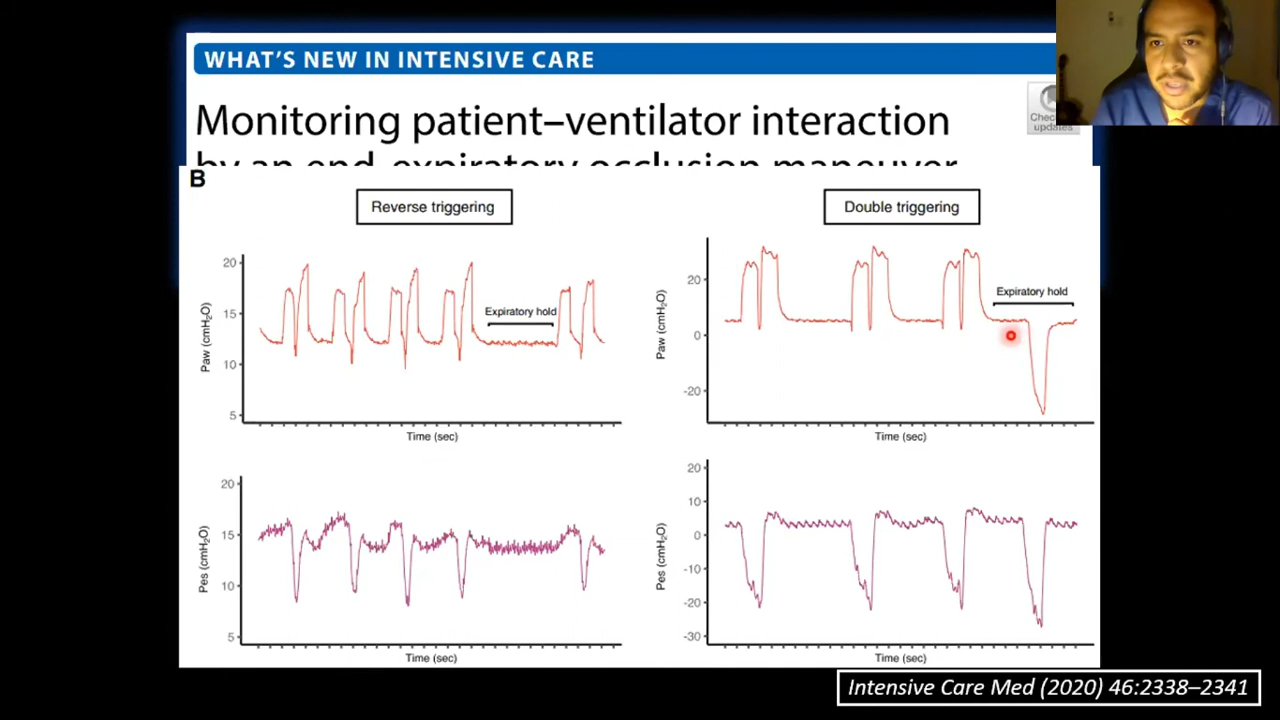 WHAT'S NEW IN INTENSIVE CARE
Monitoring patient–ventilator interaction
by an end-expiratory occlusion maneuver
updates
B
Reverse triggering
Double triggering
20
15
10
5
Paw (cmH2O)
Expiratory hold
Time (sec)
20
0
-20
Paw (cmH2O)
Expiratory hold
Time (sec)
20
15
10
5
Pes (cmH2O)
Time (sec)
20
10
0
-10
-20
-30
Pes (cmH2O)
Time (sec)
Intensive Care Med (2020) 46:2338–2341